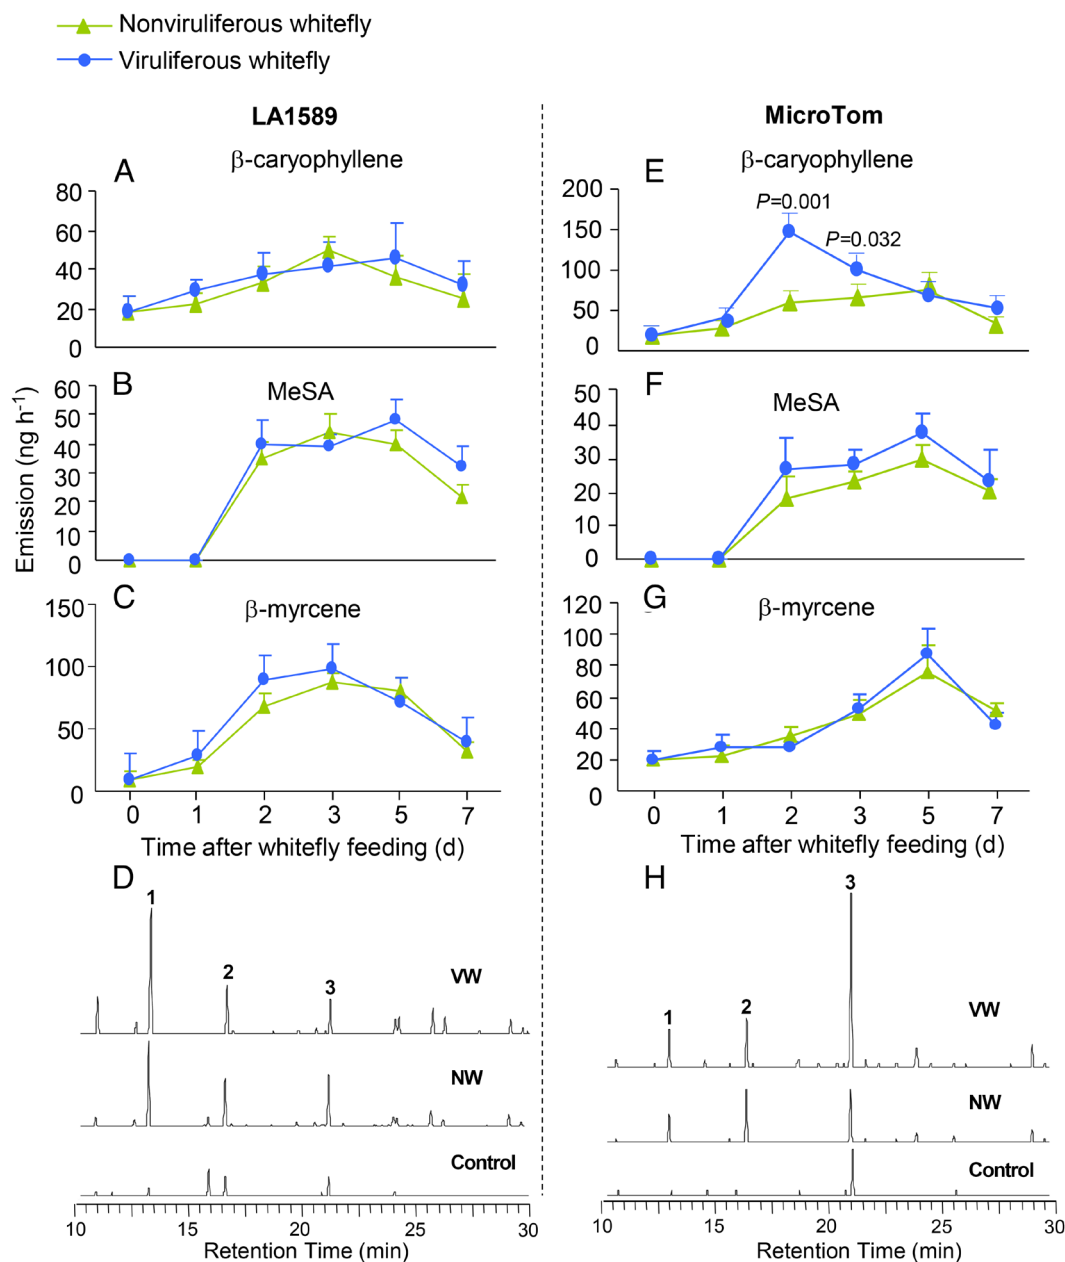 Nonviruliferous whitefly
Viruliferous whitefly
LA1589
MicroTom
Emission (ng h⁻¹)
A
β-caryophyllene
80
60
40
20
0
B
MeSA
60
50
40
30
20
10
0
C
β-myrcene
150
100
50
0
0 1 2 3 5 7
Time after whitefly feeding (d)
D
1
2
3
VW
NW
Control
10 15 20 25 30
Retention Time (min)
E
β-caryophyllene
200
150
100
50
0
P=0.001
P=0.032
F
MeSA
50
40
30
20
10
0
G
β-myrcene
120
100
80
60
40
20
0
0 1 2 3 5 7
Time after whitefly feeding (d)
H
3
1
2
VW
NW
Control
10 15 20 25 30
Retention Time (min)